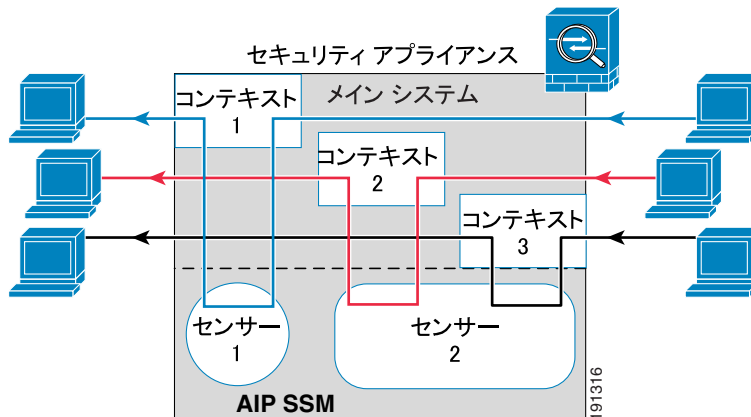 セキュリティ アプライアンス
コンテキスト
1
メイン システム
コンテキスト
2
コンテキスト
3
センサー
1
センサー
2
AIP SSM
191316